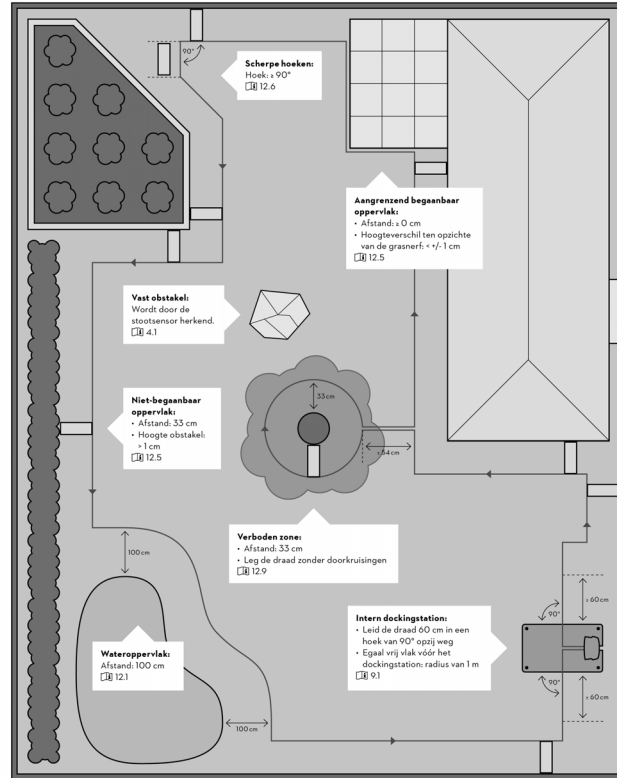 90°
Scherpe hoeken:
Hoek: ≥ 90°
12.6
Aangrenzend begaanbaar
oppervlak:
• Afstand: ≥ 0 cm
• Hoogteverschil ten opzichte
van de grasnerf: < +/- 1 cm
12.5
Vast obstakel:
Wordt door de
stootsensor herkend.
4.1
33 cm
Niet-begaanbaar
oppervlak:
• Afstand: 33 cm
• Hoogte obstakel:
> 1 cm
12.5
≥ 54 cm
Verboden zone:
• Afstand: 33 cm
• Leg de draad zonder doorkruisingen
12.9
100 cm
≥ 60 cm
90°
Intern dockingstation:
• Leid de draad 60 cm in een
hoek van 90° opzij weg
• Egaal vrij vlak vóór het
dockingstation: radius van 1 m
9.1
Wateroppervlak:
Afstand: 100 cm
12.1
90°
≥ 60 cm
100 cm